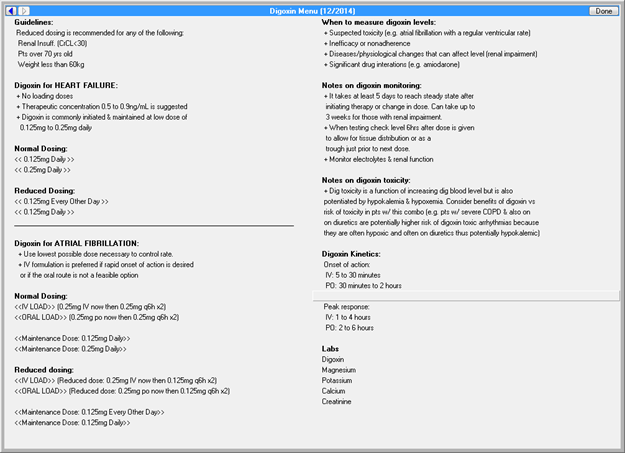 Digoxin Menu [12/2014]
Done
Guidelines:
Reduced dosing is recommended for any of the following:
Renal Insuff. (CrCL<30)
Pts over 70 yrs old
Weight less than 60kg
Digoxin for HEART FAILURE:
+ No loading doses
+ Therapeutic concentration 0.5 to 0.9ng/mL is suggested
+ Digoxin is commonly initiated & maintained at low dose of
0.125mg to 0.25mg daily
Normal Dosing:
<< 0.125mg Daily >>
<< 0.25mg Daily >>
Reduced Dosing:
<< 0.125mg Every Other Day >>
<< 0.125mg Daily >>
Digoxin for ATRIAL FIBRILLATION:
+ Use lowest possible dose necessary to control rate.
+ IV formulation is preferred if rapid onset of action is desired
or if the oral route is not a feasible option
Normal Dosing:
<<IV LOAD>> (0.25mg IV now then 0.25mg q6h x2)
<<ORAL LOAD>> (0.25mg po now then 0.25mg q6h x2)
<<Maintenance Dose: 0.125mg Daily>>
<<Maintenance Dose: 0.25mg Daily>>
Reduced dosing:
<<IV LOAD>> (Reduced dose: 0.25mg IV now then 0.125mg q6h x2)
<<ORAL LOAD>> (Reduced dose: 0.25mg po now then 0.125mg q6h x2)
<<Maintenance Dose: 0.125mg Every Other Day>>
<<Maintenance Dose: 0.125mg Daily>>
When to measure digoxin levels:
+ Suspected toxicity (e.g. atrial fibrillation with a regular ventricular rate)
+ Inefficacy or nonadherence
+ Diseases/physiological changes that can affect level (renal impairment)
+ Significant drug interations (e.g. amiodarone)
Notes on digoxin monitoring:
+ It takes at least 5 days to reach steady state after
initiating therapy or change in dose. Can take up to
3 weeks for those with renal impairment.
+ When testing check level 6hrs after dose is given
to allow for tissue distribution or as a
trough just prior to next dose.
+ Monitor electrolytes & renal function
Notes on digoxin toxicity:
+ Dig toxicity is a function of increasing dig blood level but is also
potentiated by hypokalemia & hypoxemia. Consider benefits of digoxin vs
risk of toxicity in pts w/ this combo (e.g. pts w/ severe COPD & also on
on diuretics are potentially higher risk of digoxin toxic arrhythmias because
they are often hypoxic and often on diuretics thus potentially hypokalemic)
Digoxin Kinetics:
Onset of action:
IV: 5 to 30 minutes
PO: 30 minutes to 2 hours
Peak response:
IV: 1 to 4 hours
PO: 2 to 6 hours
Labs
Digoxin
Magnesium
Potassium
Calcium
Creatinine